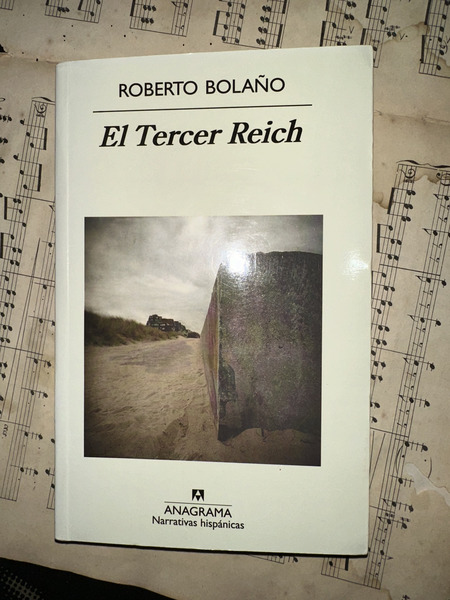 ROBERTO BOLAÑO
El Tercer Reich
A
ANAGRAMA
Narrativas hispánicas